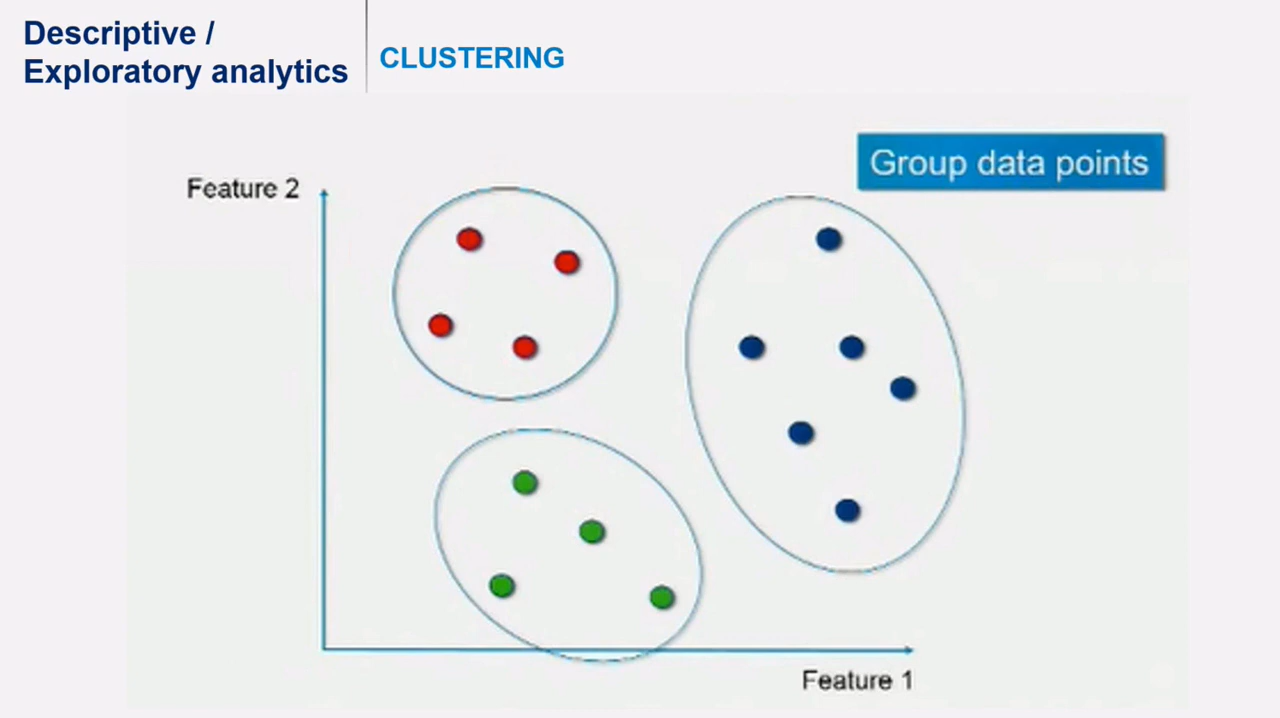 Descriptive /
Exploratory analytics
CLUSTERING
Group data points
Feature 2
Feature 1